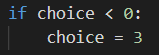 if choice < 0:
    choice = 3